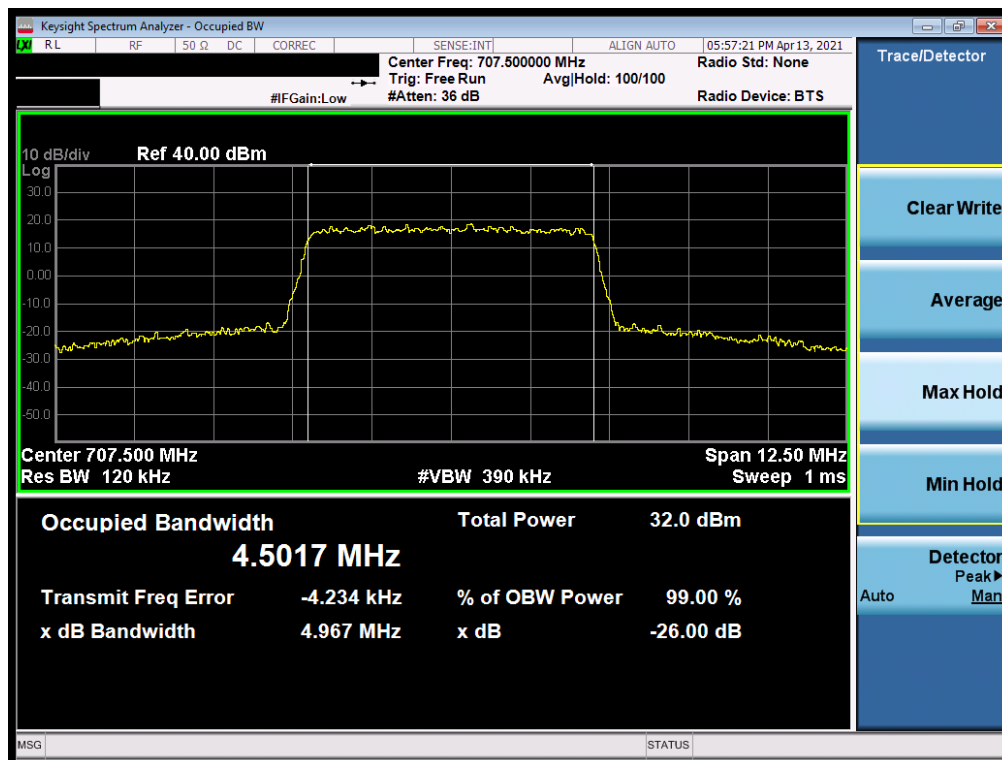 Keysight Spectrum Analyzer - Occupied BW
LXI RL RF 50 Ω DC CORREC SENSE:INT ALIGN AUTO 05:57:21 PM Apr 13, 2021
Center Freq: 707.500000 MHz Radio Std: None
Trig: Free Run Avg|Hold: 100/100
#IFGain:Low #Atten: 36 dB Radio Device: BTS
10 dB/div Ref 40.00 dBm
Log
30.0
20.0
10.0
0.00
-10.0
-20.0
-30.0
-40.0
-50.0
Center 707.500 MHz Span 12.50 MHz
Res BW 120 kHz #VBW 390 kHz Sweep 1 ms
Occupied Bandwidth Total Power 32.0 dBm
4.5017 MHz
Transmit Freq Error -4.234 kHz % of OBW Power 99.00 %
x dB Bandwidth 4.967 MHz x dB -26.00 dB
MSG STATUS
Trace/Detector
Clear Write
Average
Max Hold
Min Hold
Detector
Peak▶
Auto Man